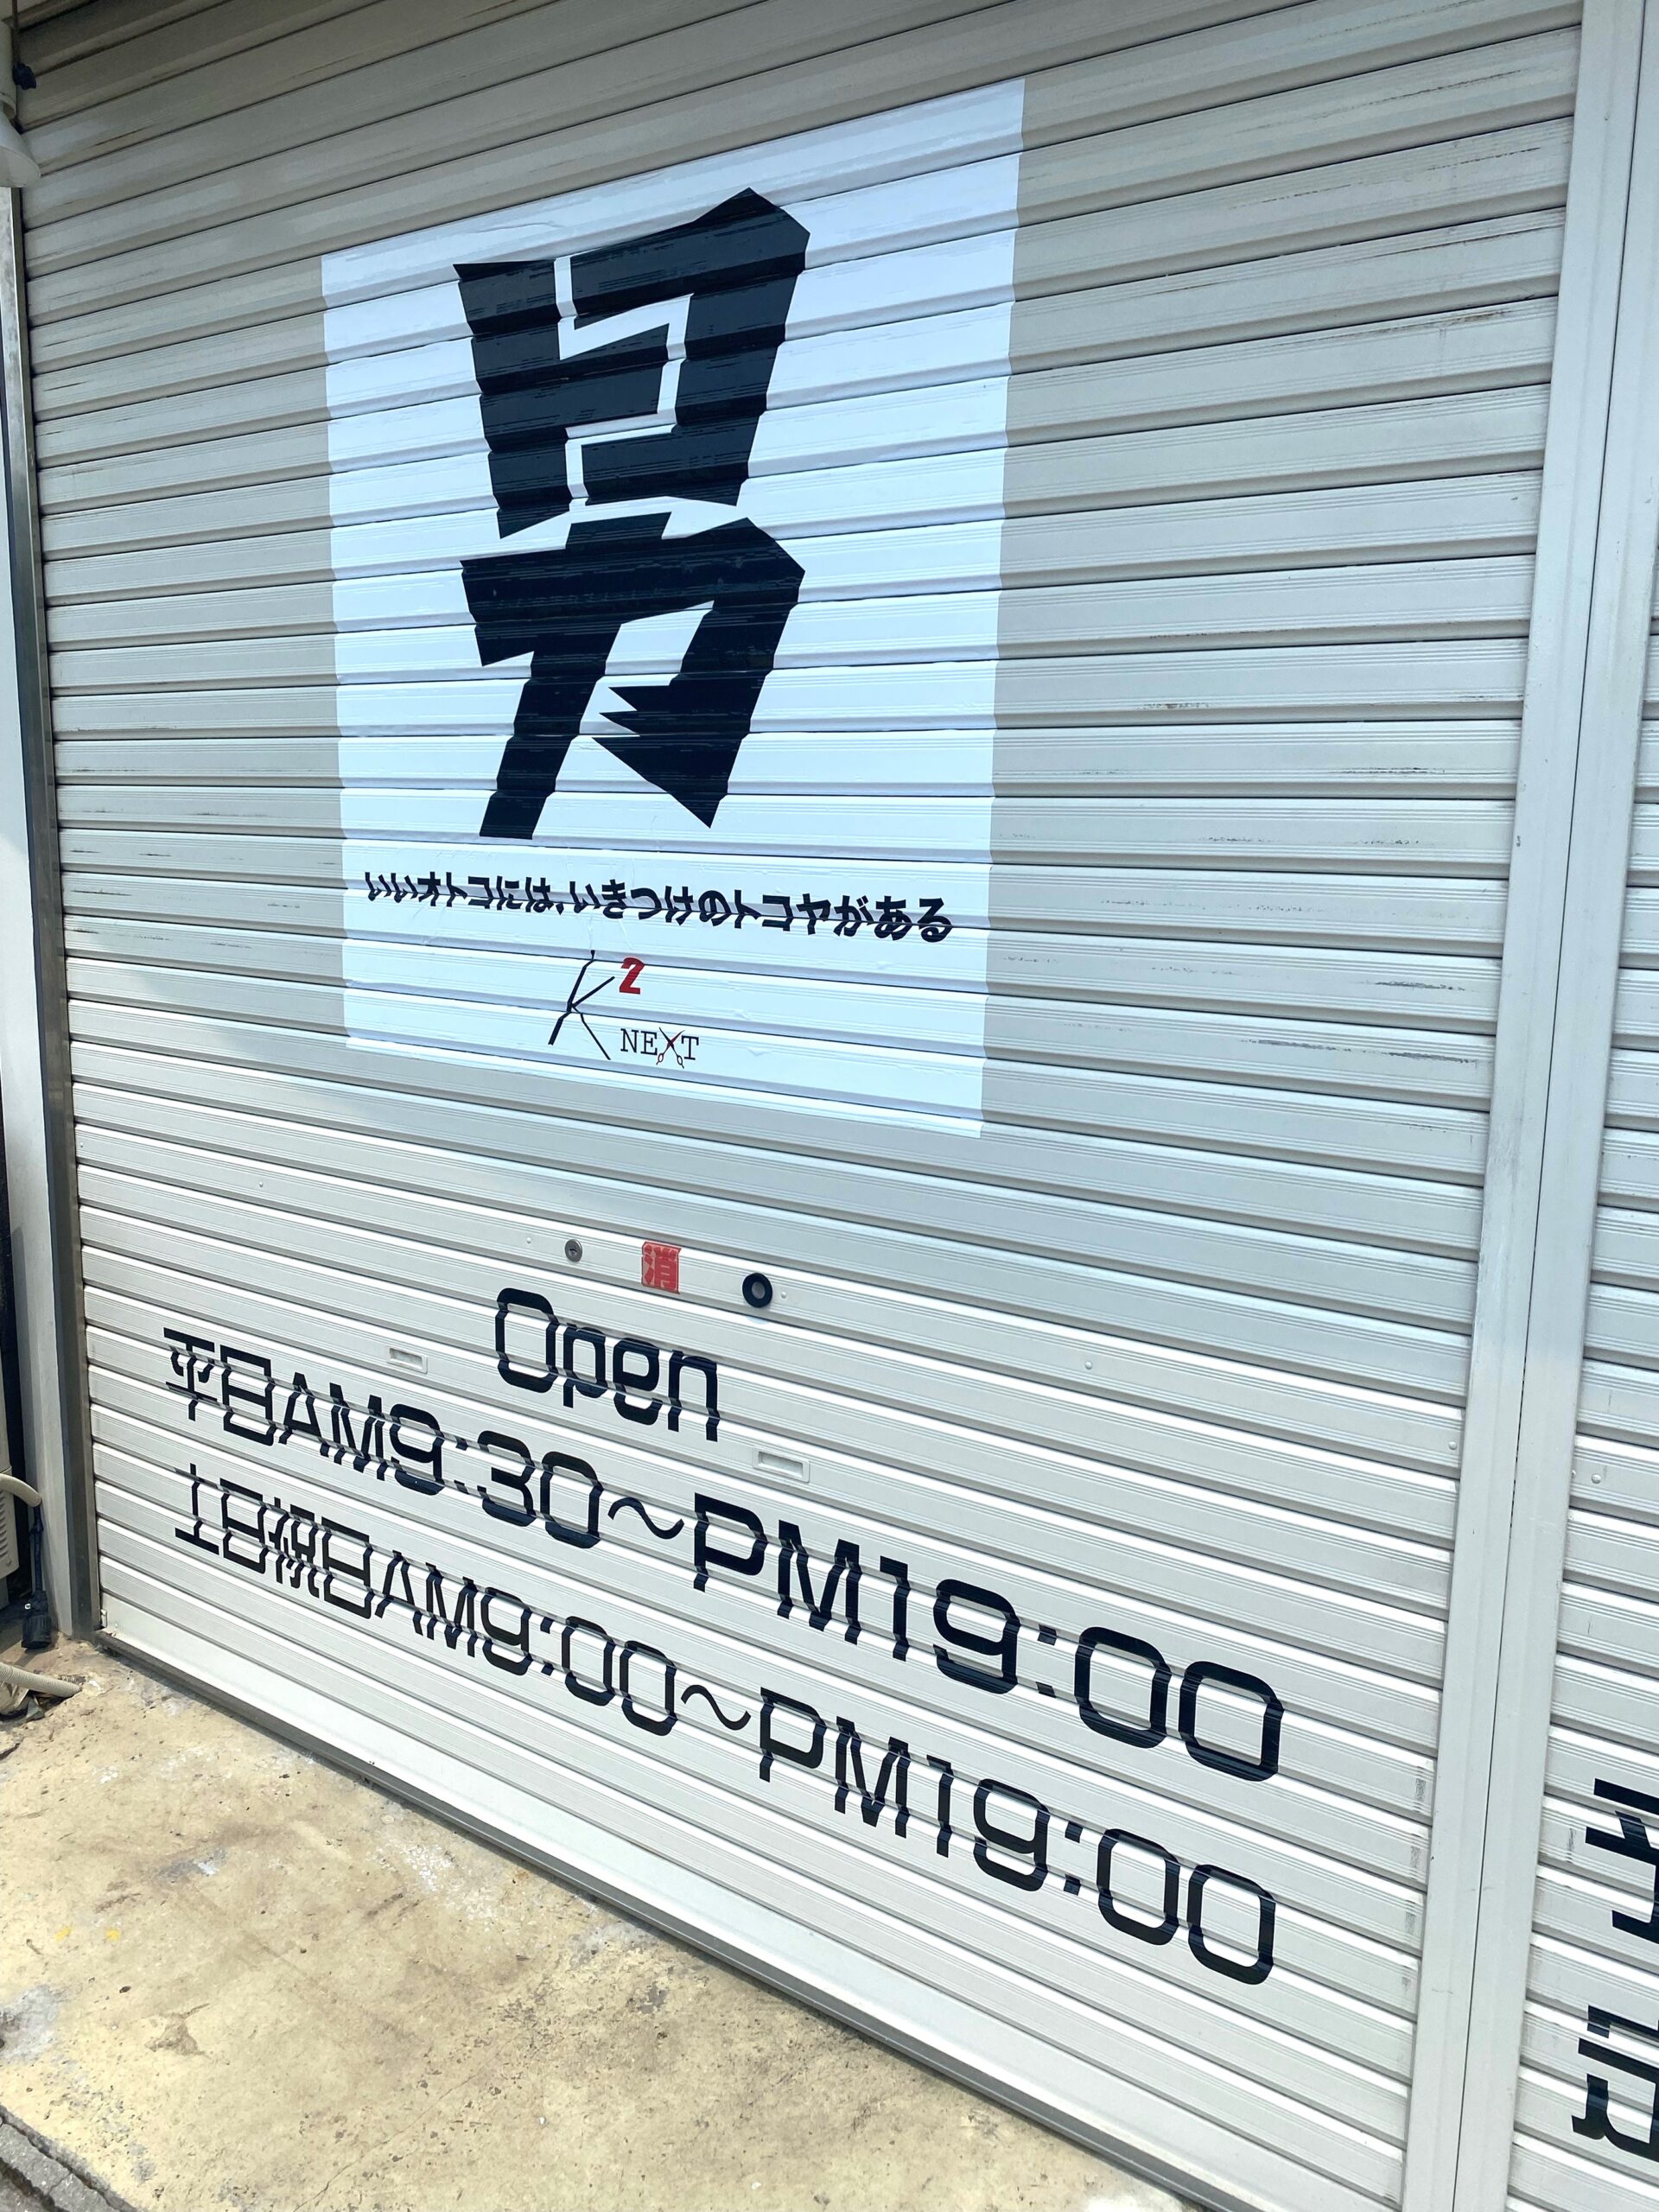 男
いいオトコには、いきつけのトコヤがある
K2
NEXT
消
Open
平日AM9:30〜PM19:00
土日祝日AM9:00〜PM19:00